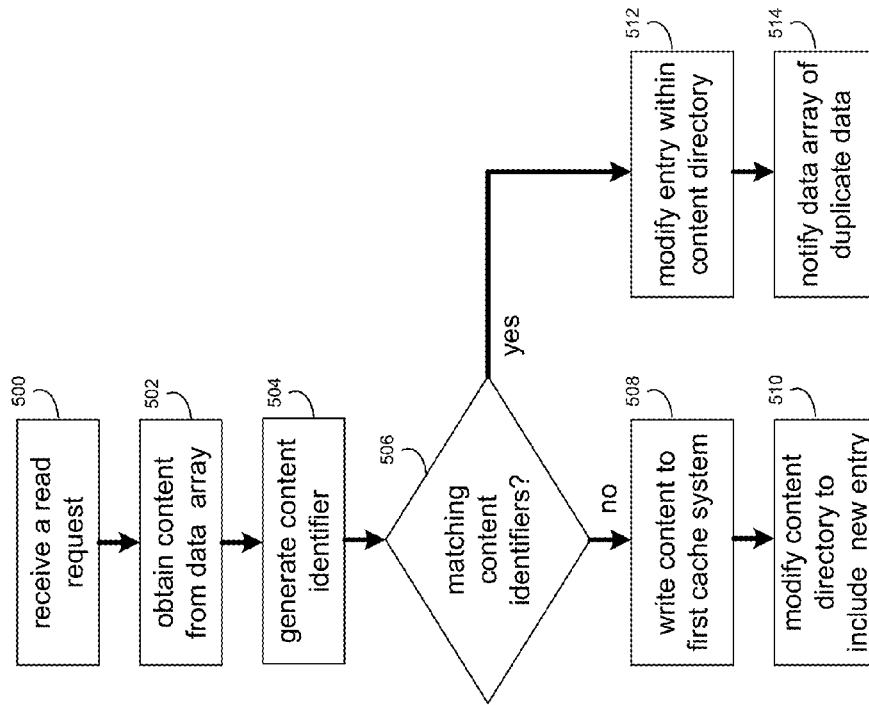 500
receive a read
request
502
obtain content
from data array
504
generate content
identifier
506
matching
content
identifiers?
yes
no
508
write content to
first cache system
510
modify content
directory to
include new entry
512
modify entry within
content directory
514
notify data array of
duplicate data